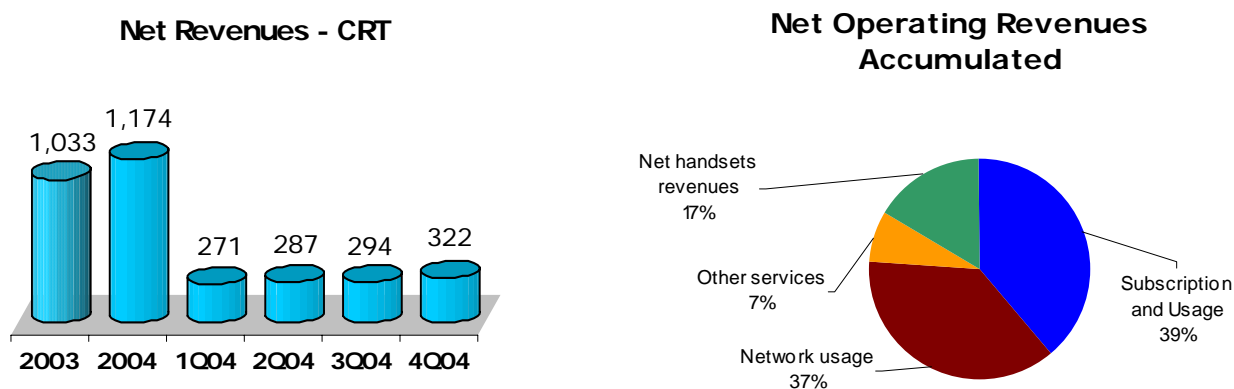 Net Revenues - CRT
1,033
1,174
271
287
294
322
2003
2004
1Q04
2Q04
3Q04
4Q04
Net Operating Revenues
Accumulated
Net handsets
revenues
17%
Other services
7%
Network usage
37%
Subscription
and Usage
39%